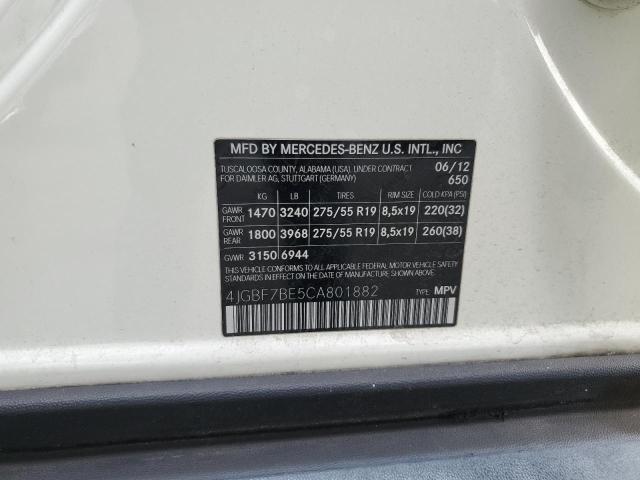 MFD BY MERCEDES-BENZ U.S. INTL., INC
TUSCALOOSA COUNTY, ALABAMA (USA). UNDER CONTRACT 06/12
FOR DAIMLER AG, STUTTGART (GERMANY) 650
KG LB TIRES RIM SIZE COLD KPA (PSI)
GAWR FRONT 1470 3240 275/55 R19 8,5x19 220(32)
GAWR REAR 1800 3968 275/55 R19 8,5x19 260(38)
GVWR 3150 6944
THIS VEHICLE CONFORMS TO ALL APPLICABLE FEDERAL MOTOR VEHICLE
SAFETY STANDARDS IN EFFECT ON THE DATE OF MANUFACTURE SHOWN ABOVE.
4JGBF7BE5CA801882 TYPE: MPV